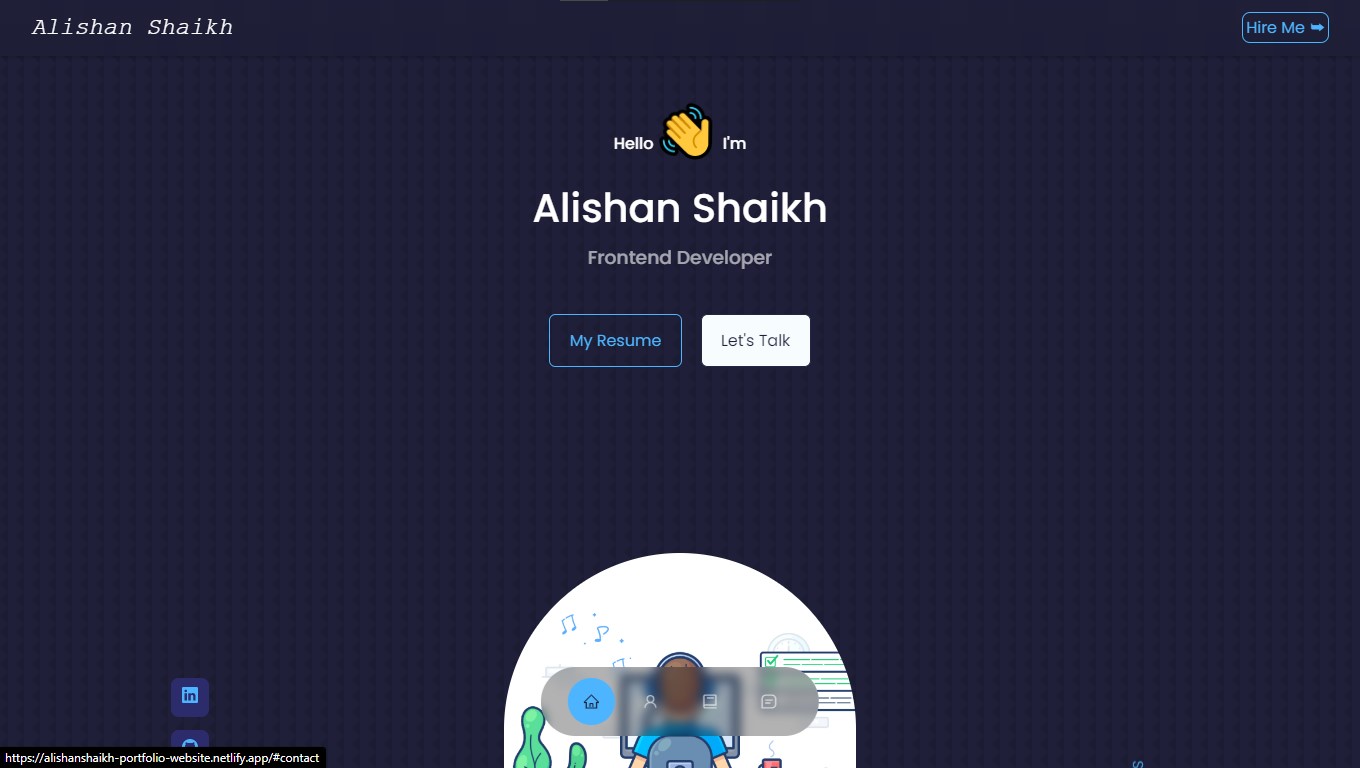 Alishan Shaikh
Hire Me ➥
Hello 👋 I'm
Alishan Shaikh
Frontend Developer
My Resume
Let's Talk
in
https://alishanshaikh-portfolio-website.netlify.app/#contact